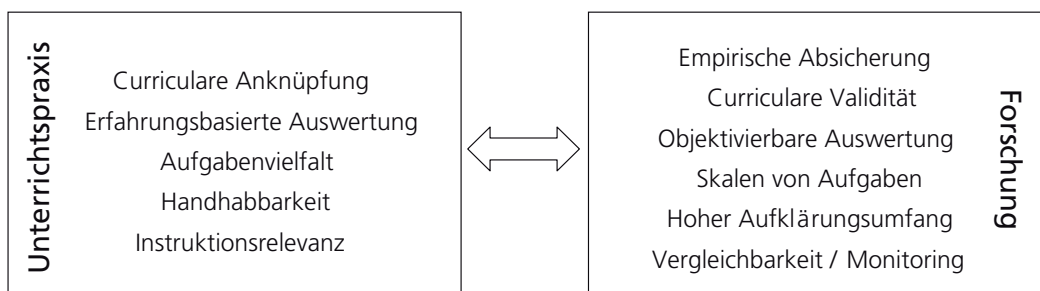 Unterrichtspraxis
Curriculare Anknüpfung
Erfahrungsbasierte Auswertung
Aufgabenvielfalt
Handhabbarkeit
Instruktionsrelevanz
Empirische Absicherung
Curriculare Validität
Objektivierbare Auswertung
Skalen von Aufgaben
Hoher Aufklärungsumfang
Vergleichbarkeit / Monitoring
Forschung